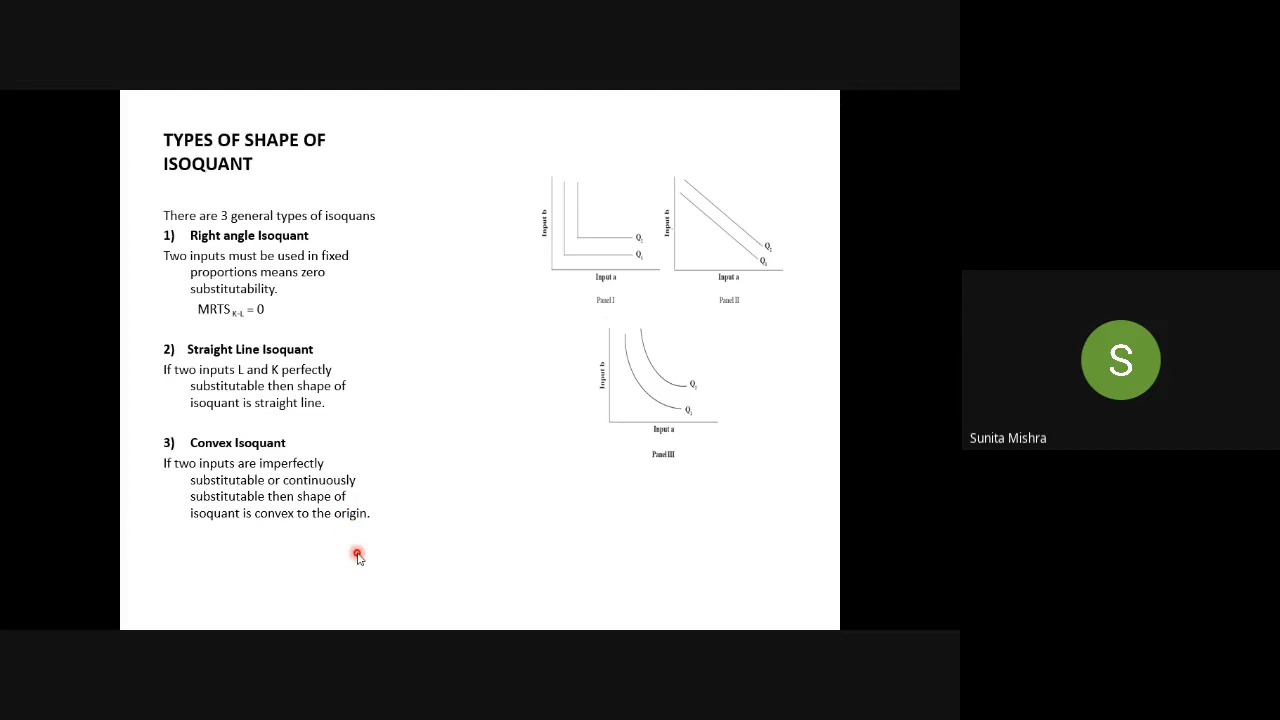 TYPES OF SHAPE OF
ISOQUANT
There are 3 general types of isoquans
1) Right angle Isoquant
Two inputs must be used in fixed
proportions means zero
substitutability.
MRTS K-L = 0
2) Straight Line Isoquant
If two inputs L and K perfectly
substitutable then shape of
isoquant is straight line.
3) Convex Isoquant
If two inputs are imperfectly
substitutable or continuously
substitutable then shape of
isoquant is convex to the origin.
Input b
Q
Q
Input a
Panel I
Input b
Q
Q
Input a
Panel II
Input b
Q
Q
Input a
Panel III
S
Sunita Mishra